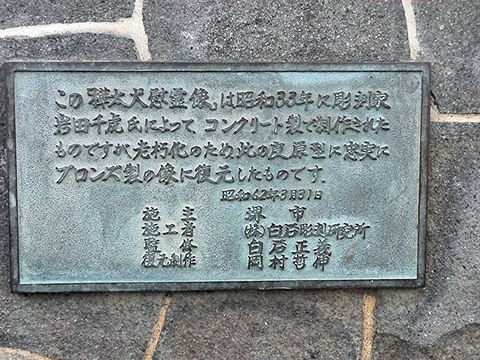 この「樺太犬慰霊像」は昭和33年に彫刻家
岩田千虎氏によって コンクリート製で制作された
ものですが老朽化のため、此の度原型に忠実に
ブロンズ製の像に復元したものです。
昭和62年3月31日
施主 堺市
施工者 (株)白石彫刻研究所
監修 白石正義
復元制作 岡村哲伸